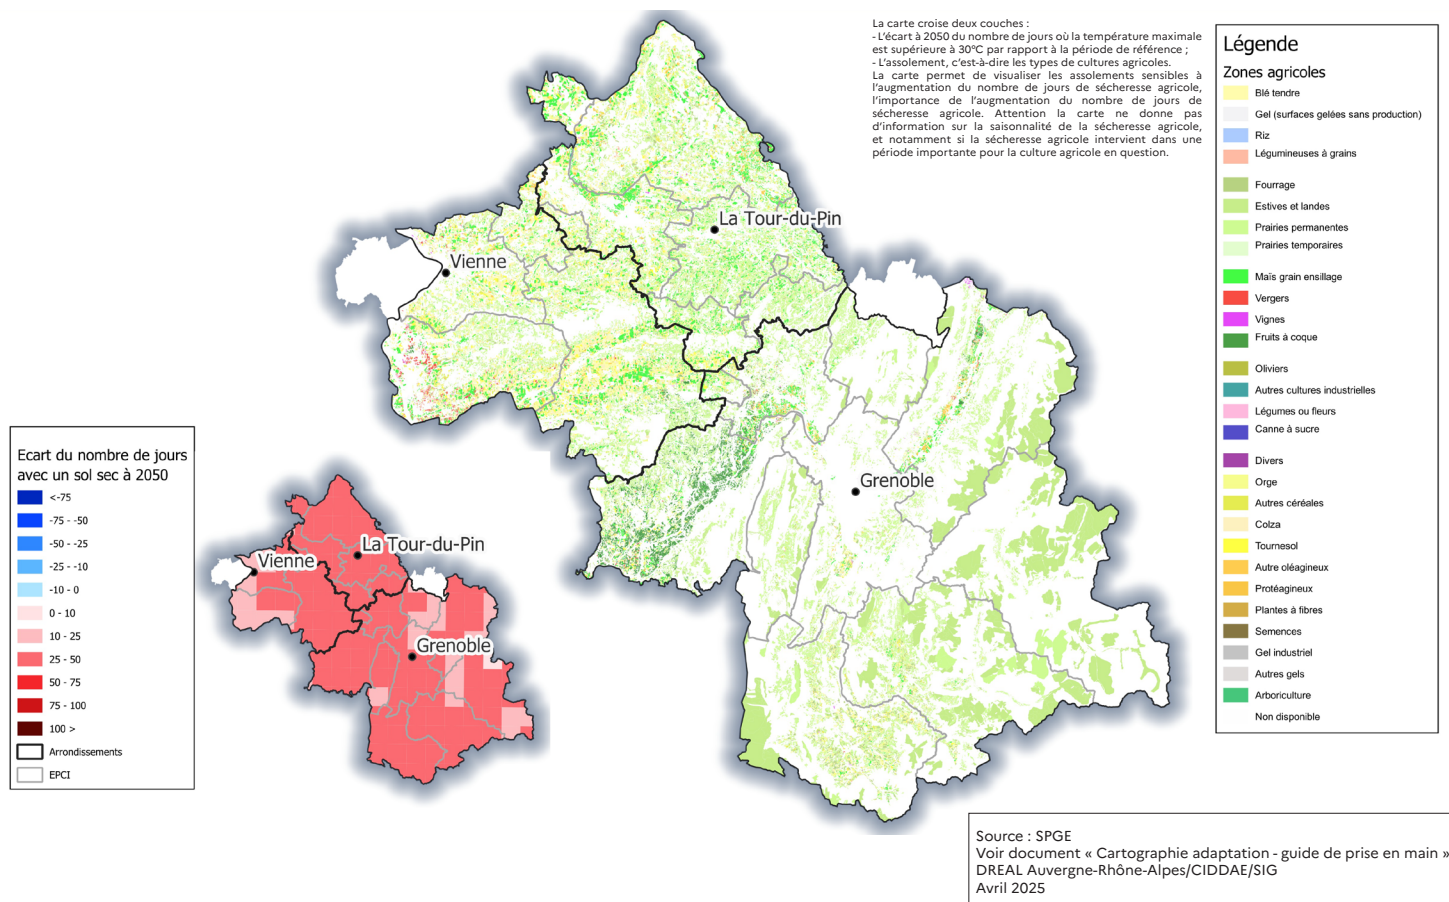 La carte croise deux couches :
- L'écart à 2050 du nombre de jours où la température maximale
est supérieure à 30°C par rapport à la période de référence ;
- L'assolement, c'est-à-dire les types de cultures agricoles.
La carte permet de visualiser les assolements sensibles à
l'augmentation du nombre de jours de sécheresse agricole,
l'importance de l'augmentation du nombre de jours de
sécheresse agricole. Attention la carte ne donne pas
d'information sur la saisonnalité de la sécheresse agricole,
et notamment si la sécheresse agricole intervient dans une
période importante pour la culture agricole en question.
Légende
Zones agricoles
Blé tendre
Gel (surfaces gelées sans production)
Riz
Légumineuses à grains
Fourrage
Estives et landes
Prairies permanentes
Prairies temporaires
Maïs grain ensillage
Vergers
Vignes
Fruits à coque
Oliviers
Autres cultures industrielles
Légumes ou fleurs
Canne à sucre
Divers
Orge
Autres céréales
Colza
Tournesol
Autre oléagineux
Protéagineux
Plantes à fibres
Semences
Gel industriel
Autres gels
Arboriculture
Non disponible
La Tour-du-Pin
Vienne
Grenoble
Ecart du nombre de jours
avec un sol sec à 2050
<-75
-75 - -50
-50 - -25
-25 - -10
-10 - 0
0 - 10
10 - 25
25 - 50
50 - 75
75 - 100
100 >
Arrondissements
EPCI
La Tour-du-Pin
Vienne
Grenoble
Source : SPGE
Voir document « Cartographie adaptation - guide de prise en main »
DREAL Auvergne-Rhône-Alpes/CIDDAE/SIG
Avril 2025